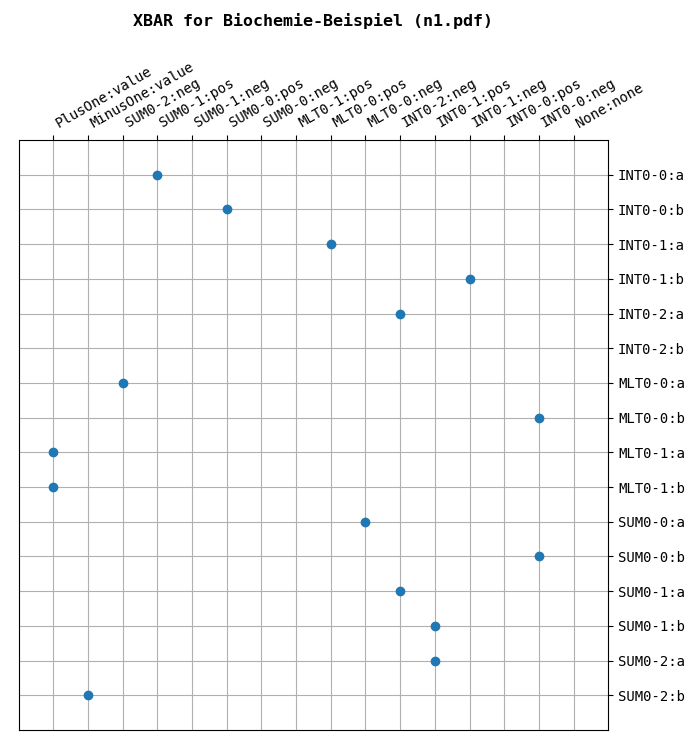 XBAR for Biochemie-Beispiel (n1.pdf)
PlusOne:value
MinusOne:value
SUM0-2:neg
SUM0-1:pos
SUM0-1:neg
SUM0-0:pos
SUM0-0:neg
MLT0-1:pos
MLT0-0:pos
MLT0-0:neg
INT0-2:neg
INT0-1:pos
INT0-1:neg
INT0-0:pos
INT0-0:neg
None:none
INT0-0:a
INT0-0:b
INT0-1:a
INT0-1:b
INT0-2:a
INT0-2:b
MLT0-0:a
MLT0-0:b
MLT0-1:a
MLT0-1:b
SUM0-0:a
SUM0-0:b
SUM0-1:a
SUM0-1:b
SUM0-2:a
SUM0-2:b